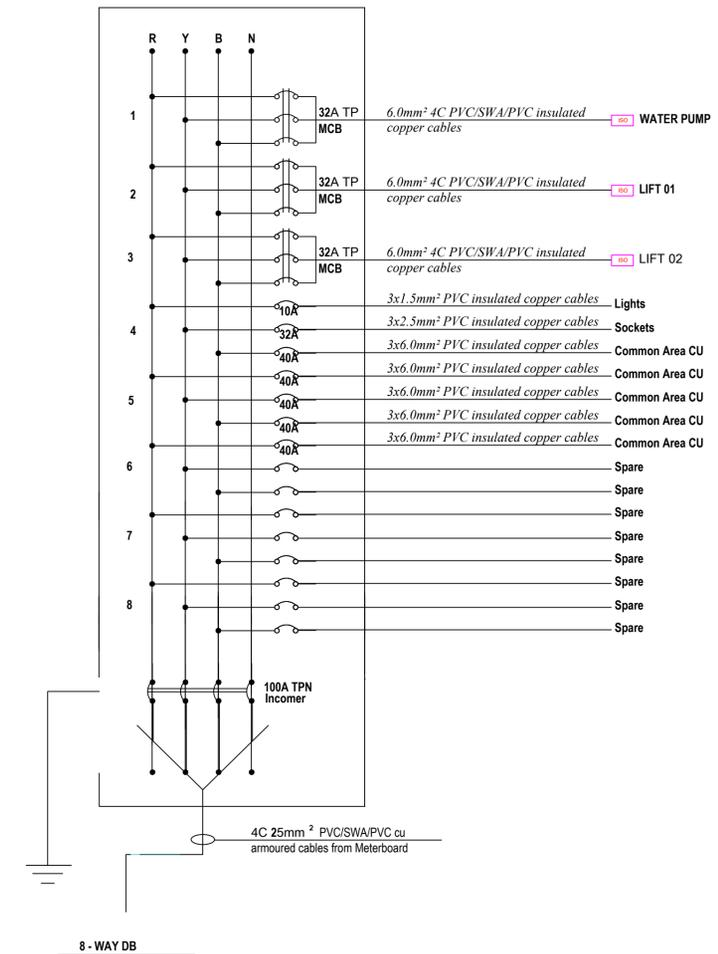 R Y B N
1
32A TP
MCB
6.0mm² 4C PVC/SWA/PVC insulated
copper cables
ISO WATER PUMP
2
32A TP
MCB
6.0mm² 4C PVC/SWA/PVC insulated
copper cables
ISO LIFT 01
3
32A TP
MCB
6.0mm² 4C PVC/SWA/PVC insulated
copper cables
ISO LIFT 02
10A 3x1.5mm² PVC insulated copper cables Lights
4
32A 3x2.5mm² PVC insulated copper cables Sockets
40A 3x6.0mm² PVC insulated copper cables Common Area CU
40A 3x6.0mm² PVC insulated copper cables Common Area CU
5
40A 3x6.0mm² PVC insulated copper cables Common Area CU
40A 3x6.0mm² PVC insulated copper cables Common Area CU
40A 3x6.0mm² PVC insulated copper cables Common Area CU
6 Spare
Spare
Spare
7 Spare
Spare
Spare
8 Spare
Spare
100A TPN
Incomer
4C 25mm ² PVC/SWA/PVC cu
armoured cables from Meterboard
8 - WAY DB